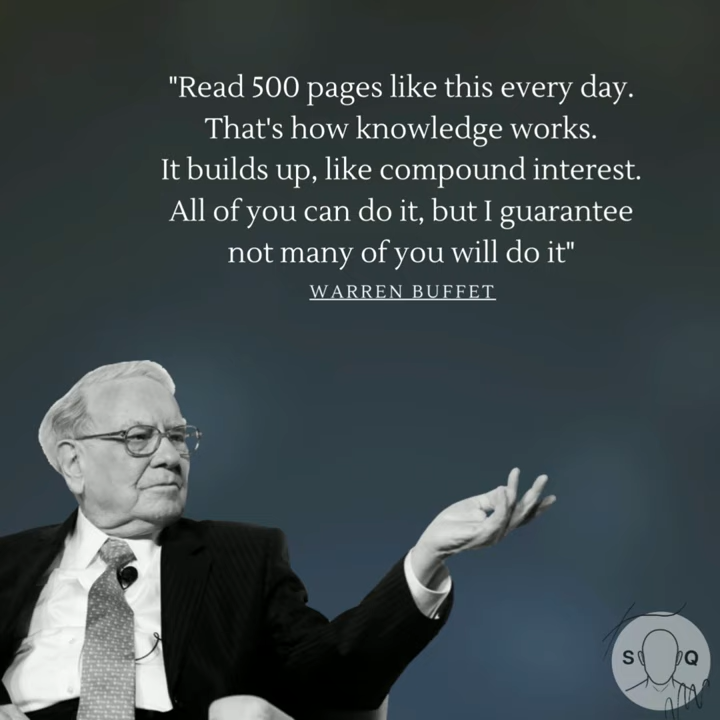 "Read 500 pages like this every day.
That's how knowledge works.
It builds up, like compound interest.
All of you can do it, but I guarantee
not many of you will do it"
WARREN BUFFET
S Q